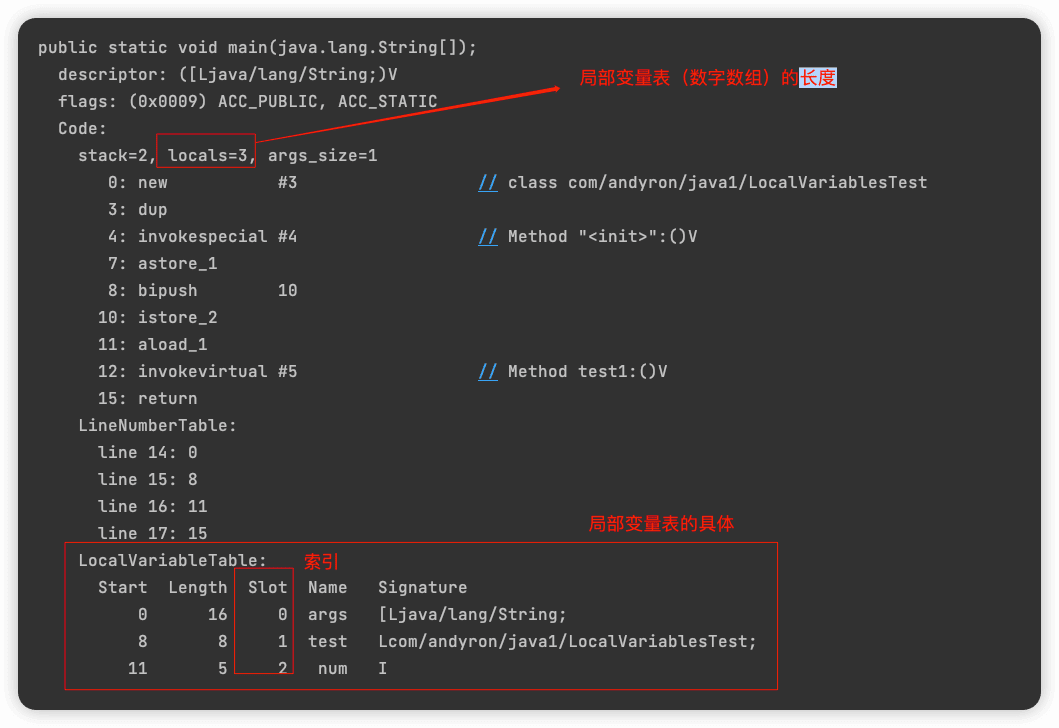 public static void main(java.lang.String[]);
descriptor: ([Ljava/lang/String;)V
局部变量表（数字数组）的长度
flags: (0x0009) ACC_PUBLIC, ACC_STATIC
Code:
stack=2, locals=3, args_size=1
0: new #3 // class com/andyron/java1/LocalVariablesTest
3: dup
4: invokespecial #4 // Method "<init>":()V
7: astore_1
8: bipush 10
10: istore_2
11: aload_1
12: invokevirtual #5 // Method test1:()V
15: return
LineNumberTable:
line 14: 0
line 15: 8
line 16: 11
line 17: 15
局部变量表的具体
LocalVariableTable:
索引
Start Length Slot Name Signature
0 16 0 args [Ljava/lang/String;
8 8 1 test Lcom/andyron/java1/LocalVariablesTest;
11 5 2 num I